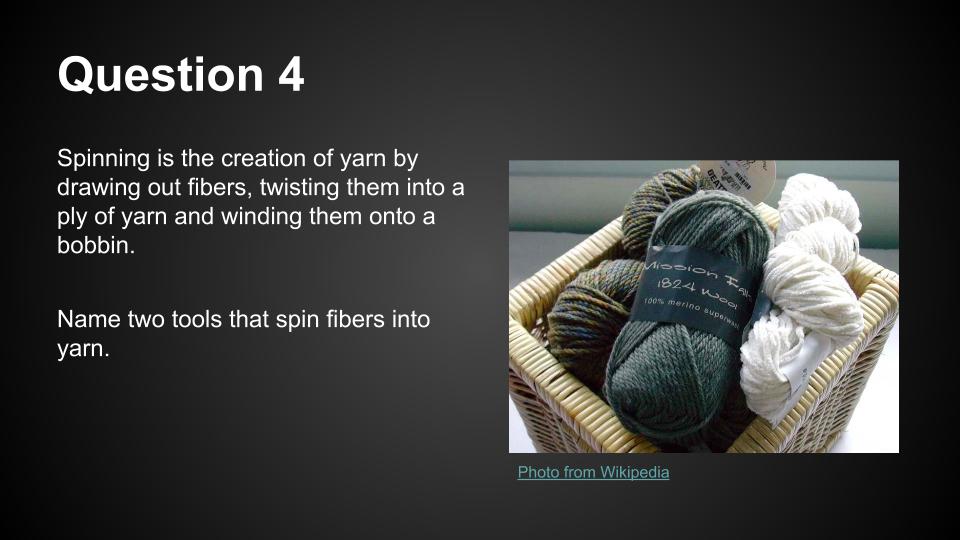 Question 4
Spinning is the creation of yarn by
drawing out fibers, twisting them into a
ply of yarn and winding them onto a
bobbin.
Name two tools that spin fibers into
yarn.
Mission Falls
1824 Wool
100% merino superwash
Photo from Wikipedia